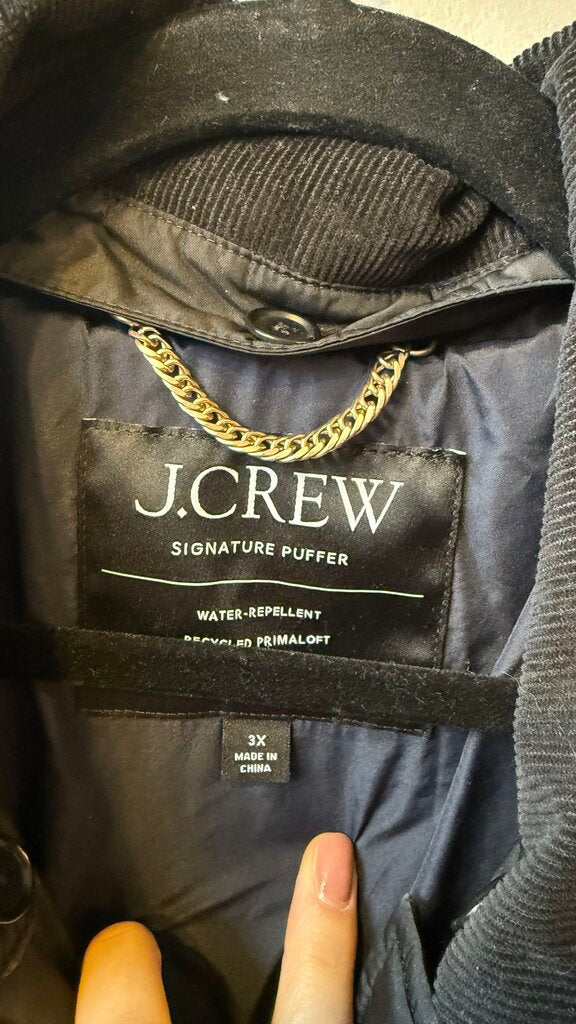 J.CREW
SIGNATURE PUFFER
WATER-REPELLENT
RECYCLED PRIMALOFT
3X
MADE IN
CHINA